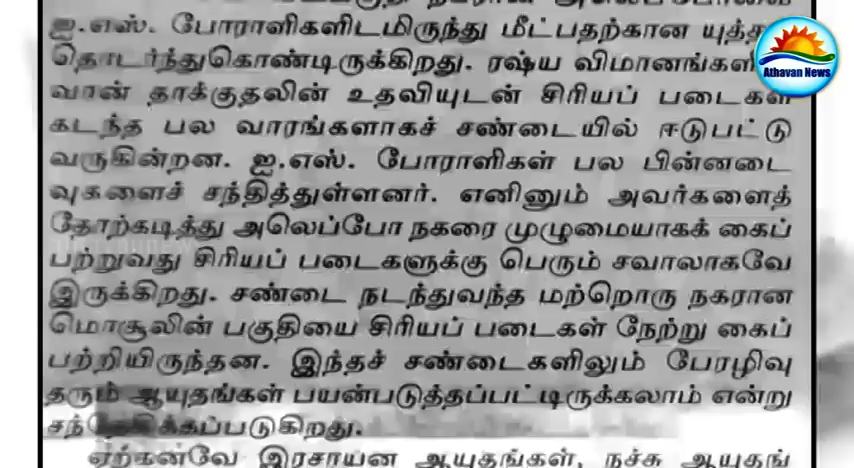 ஐ.எஸ். போராளிகளிடமிருந்து மீட்பதற்கான யுத்த
தொடர்ந்துகொண்டிருக்கிறது. ரஷ்ய விமானங்களி
வான் தாக்குதலின் உதவியுடன் சிரியப் படைகள்
கடந்த பல வாரங்களாகச் சண்டையில் ஈடுபட்டு
வருகின்றன. ஐ.எஸ். போராளிகள் பல பின்னடை
வுகளைச் சந்தித்துள்ளனர். எனினும் அவர்களைத்
தோற்கடித்து அலெப்போ நகரை முழுமையாகக் கைப்
பற்றுவது சிரியப் படைகளுக்கு பெரும் சவாலாகவே
இருக்கிறது. சண்டை நடந்துவந்த மற்றொரு நகரான
மொசூலின் பகுதியை சிரியப் படைகள் நேற்று கைப்
பற்றியிருந்தன. இந்தச் சண்டைகளிலும் பேரழிவு
தரும் ஆயுதங்கள் பயன்படுத்தப்பட்டிருக்கலாம் என்று
சந்தேகிக்கப்படுகிறது.
ஏற்கனவே இரசாயன ஆயுதங்கள், நச்சு ஆயுதங்
Athavan News